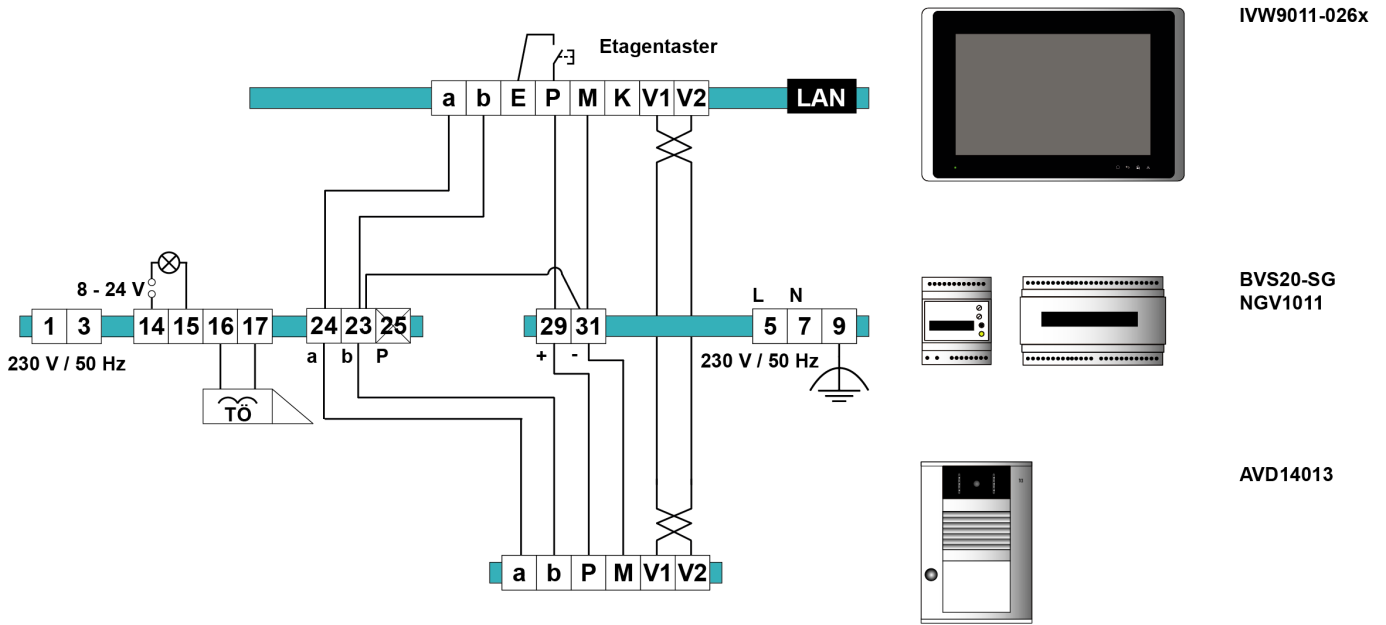 IVW9011-026x
Etagentaster
a b E P M K V1 V2 LAN
BVS20-SG
NGV1011
8 - 24 V
L N
1 3 14 15 16 17 24 23 25 29 31 5 7 9
a b P + -
230 V / 50 Hz 230 V / 50 Hz
TÖ
AVD14013
a b P M V1 V2